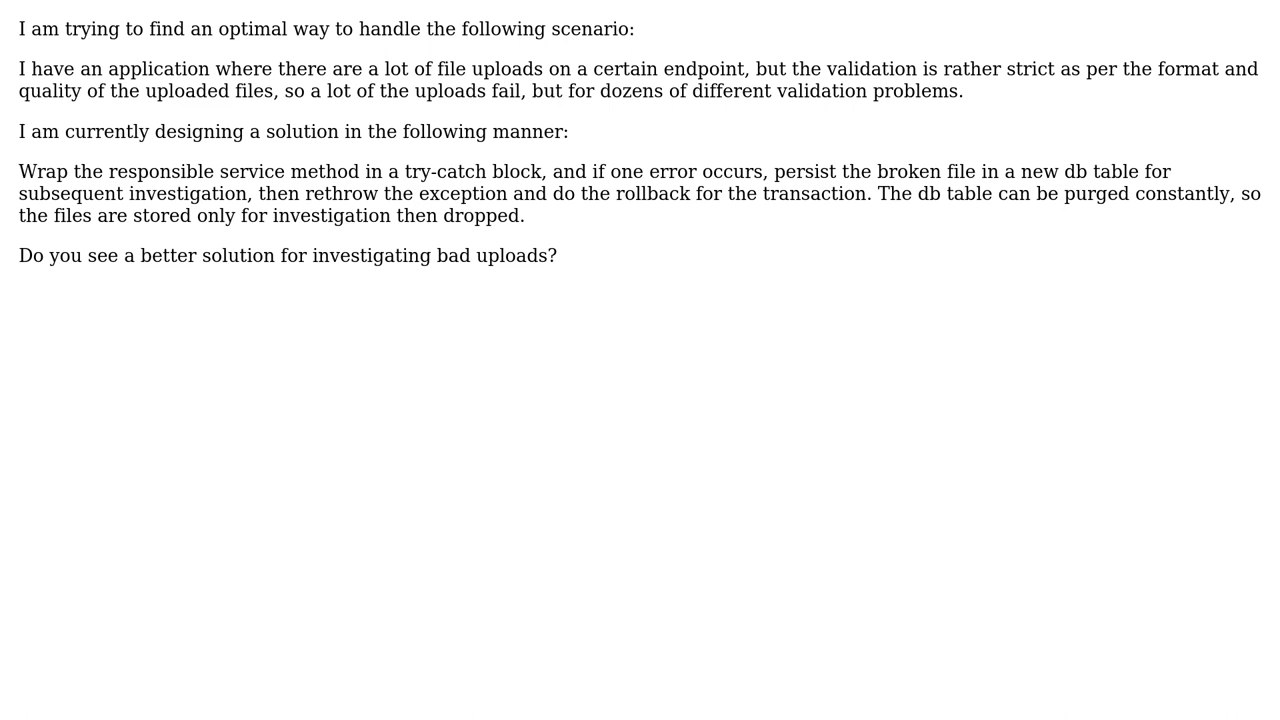 I am trying to find an optimal way to handle the following scenario:
I have an application where there are a lot of file uploads on a certain endpoint, but the validation is rather strict as per the format and
quality of the uploaded files, so a lot of the uploads fail, but for dozens of different validation problems.
I am currently designing a solution in the following manner:
Wrap the responsible service method in a try-catch block, and if one error occurs, persist the broken file in a new db table for
subsequent investigation, then rethrow the exception and do the rollback for the transaction. The db table can be purged constantly, so
the files are stored only for investigation then dropped.
Do you see a better solution for investigating bad uploads?